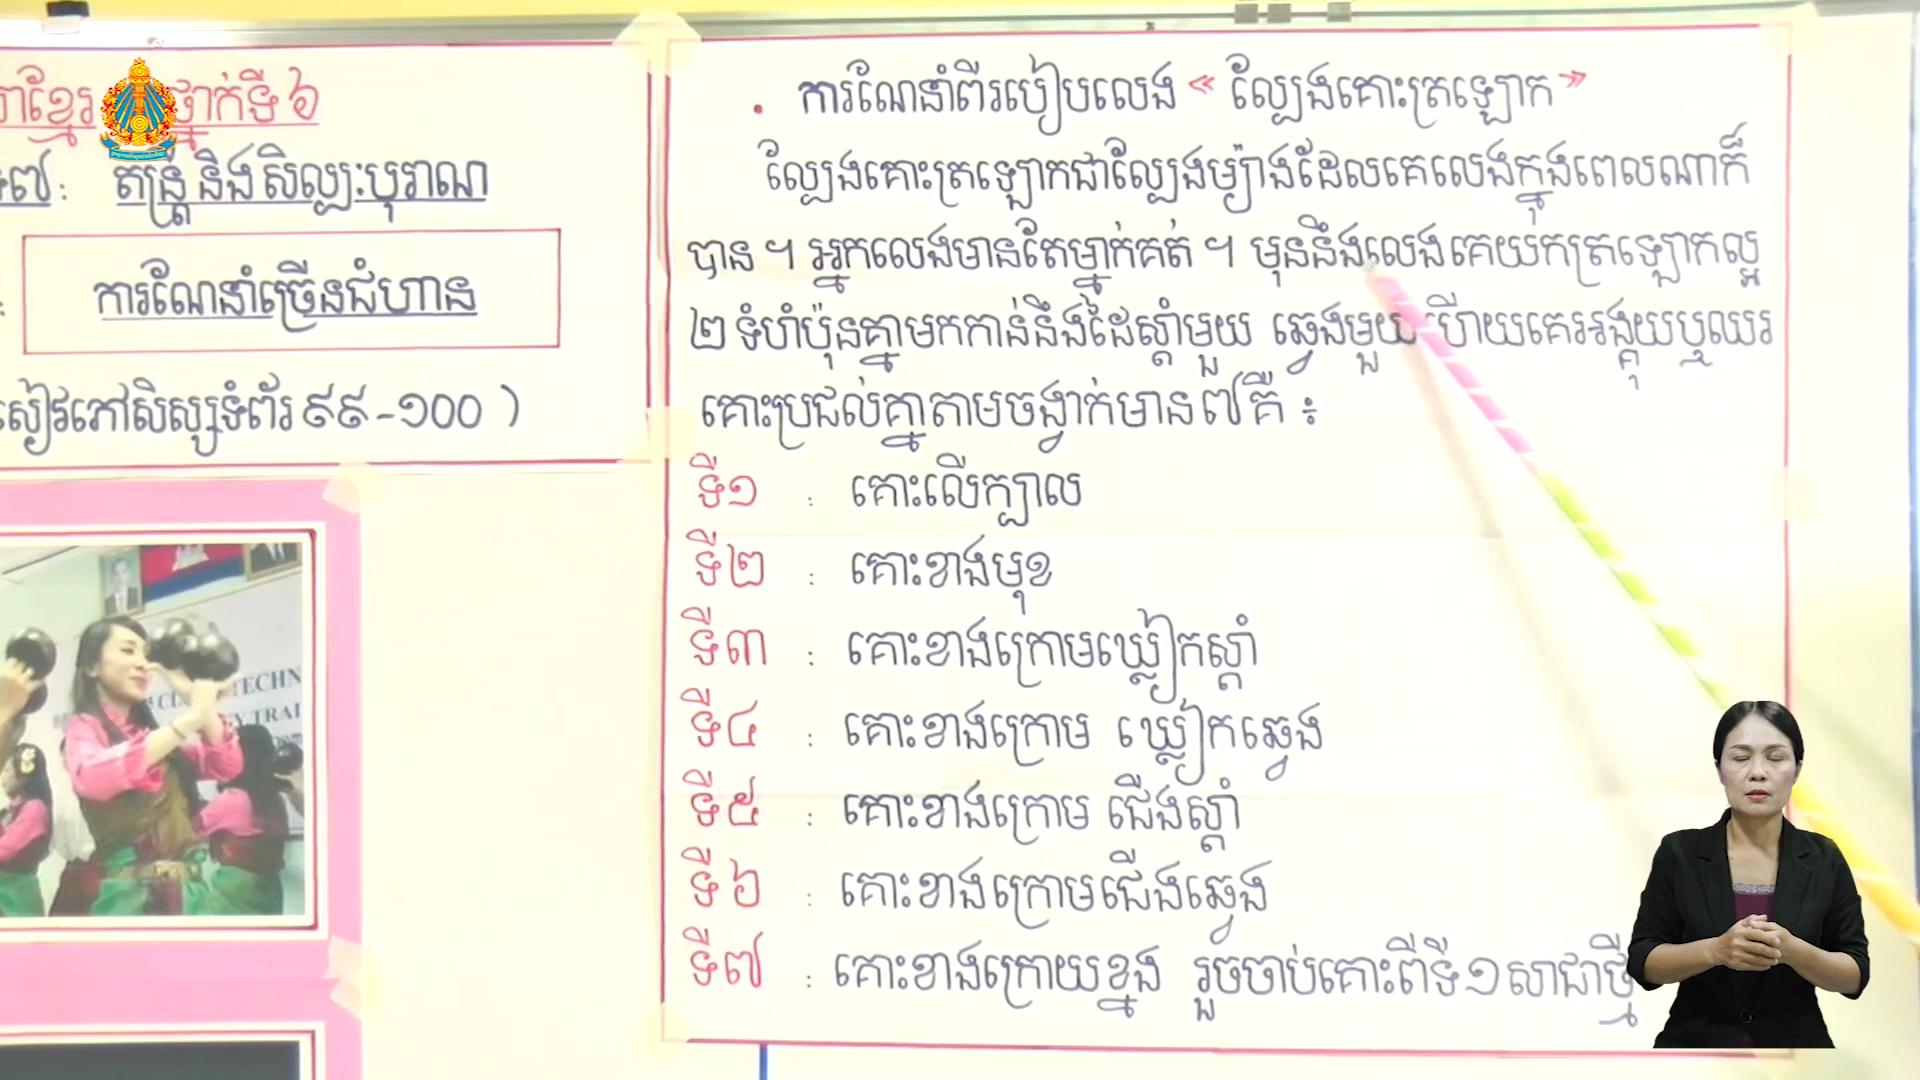 ថ្នាក់ទី ៦
ទី៧: តន្ត្រី និងសិល្បៈបុរាណ
ការណែនាំច្រើនជំហាន
សៀវភៅសិស្សទំព័រ ៩៩-១០០ )
. ការណែនាំពីរបៀបលេង « ល្បែងគោះត្រឡោក »
ល្បែងគោះត្រឡោកជាល្បែងម្យ៉ាងដែលគេលេងក្នុងពេលណាក៏
បាន ។ អ្នកលេងមានតែម្នាក់គត់ ។ មុននឹងលេងគេយកត្រឡោកល្អ
២ ទំហំប៉ុនគ្នាមកកាន់នឹងដៃស្ដាំមួយ ឆ្វេងមួយ ហើយគេអង្គុយឬឈរ
គោះប្រជល់គ្នាតាមចង្វាក់មាន៧គឺ ៖
ទី១ : គោះលើក្បាល
ទី២ : គោះខាងមុខ
ទី៣ : គោះខាងក្រោមឃ្លៀកស្ដាំ
ទី៤ : គោះខាងក្រោម ឃ្លៀកឆ្វេង
ទី៥ : គោះខាងក្រោម ជើងស្ដាំ
ទី៦ : គោះខាងក្រោមជើងឆ្វេង
ទី៧ : គោះខាងក្រោយខ្នង រួចចាប់គោះពីទី១សាជាថ្មី